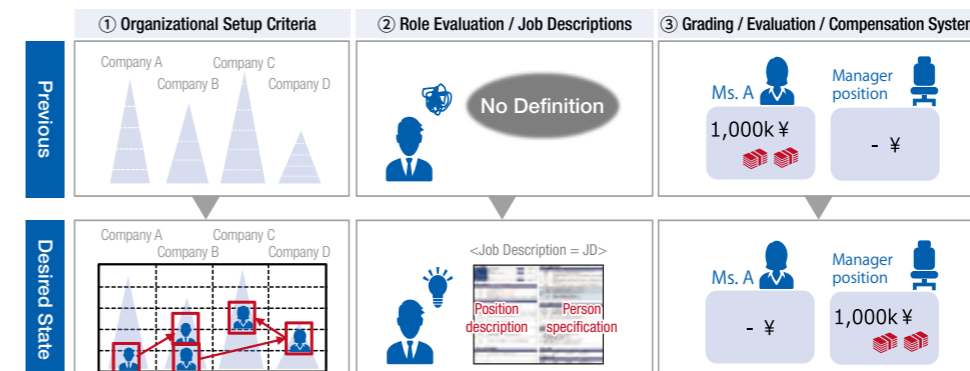 ① Organizational Setup Criteria
② Role Evaluation / Job Descriptions
③ Grading / Evaluation / Compensation System
Previous
Company A
Company B
Company C
Company D
No Definition
Ms. A
1,000k ¥
Manager
position
- ¥
Desired State
Company A
Company B
Company C
Company D
<Job Description = JD>
Position
description
Person
specification
Ms. A
- ¥
Manager
position
1,000k ¥